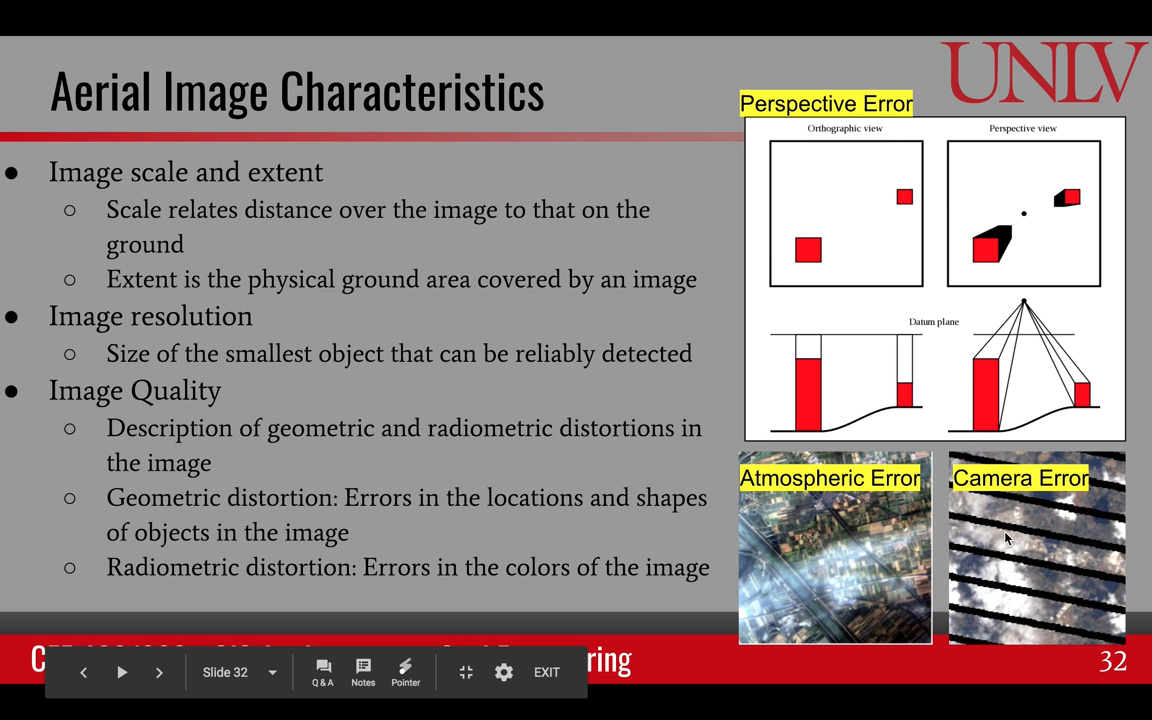 UNLV
Aerial Image Characteristics
Perspective Error
Orthographic view
Perspective view
● Image scale and extent
○ Scale relates distance over the image to that on the
ground
○ Extent is the physical ground area covered by an image
● Image resolution
○ Size of the smallest object that can be reliably detected
● Image Quality
○ Description of geometric and radiometric distortions in
the image
○ Geometric distortion: Errors in the locations and shapes
of objects in the image
○ Radiometric distortion: Errors in the colors of the image
Datum plane
Atmospheric Error
Camera Error
32
Slide 32
Q & A
Notes
Pointer
EXIT